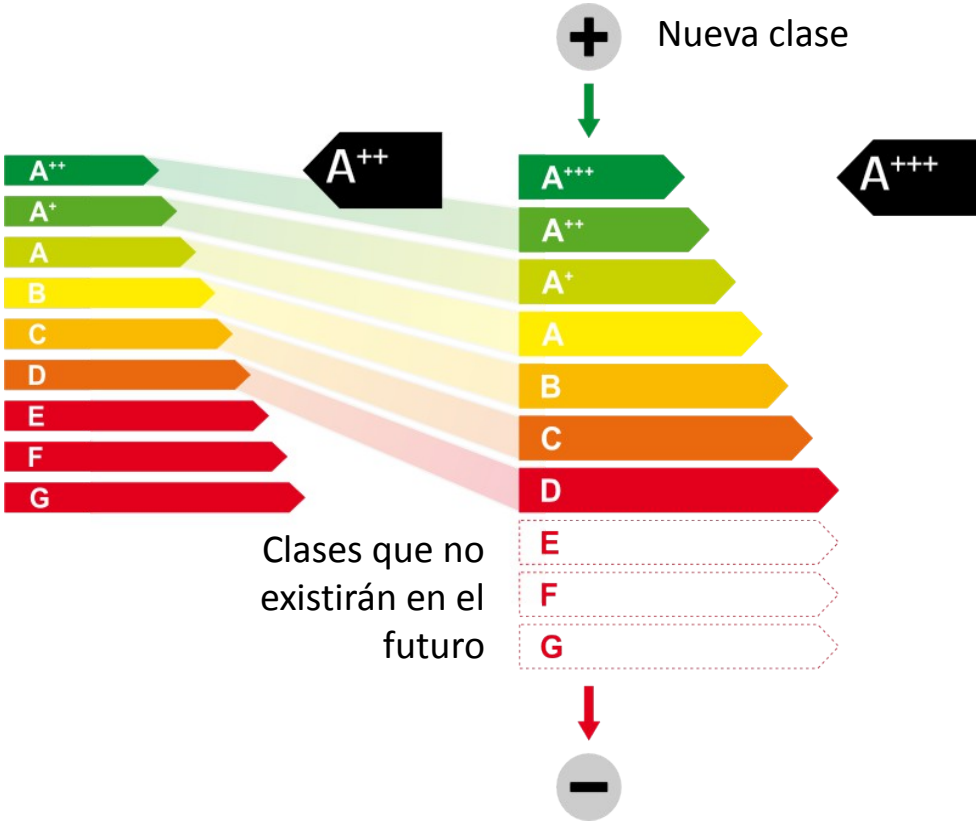 +
Nueva clase
A++
A+++
A++
A+
A
B
C
D
E
F
G
A+++
A++
A+
A
B
C
D
E
F
G
Clases que no
existirán en el
futuro
−